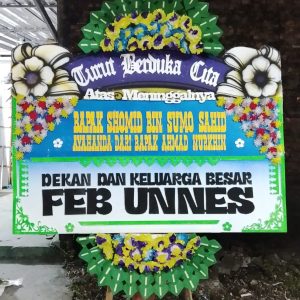 Turut Berduka Cita
Atas Meninggalnya
BAPAK SHOMID BIN SUMO SAHID
AYAHANDA DARI BAPAK AHMAD NURKHIN
DEKAN DAN KELUARGA BESAR
FEB UNNES